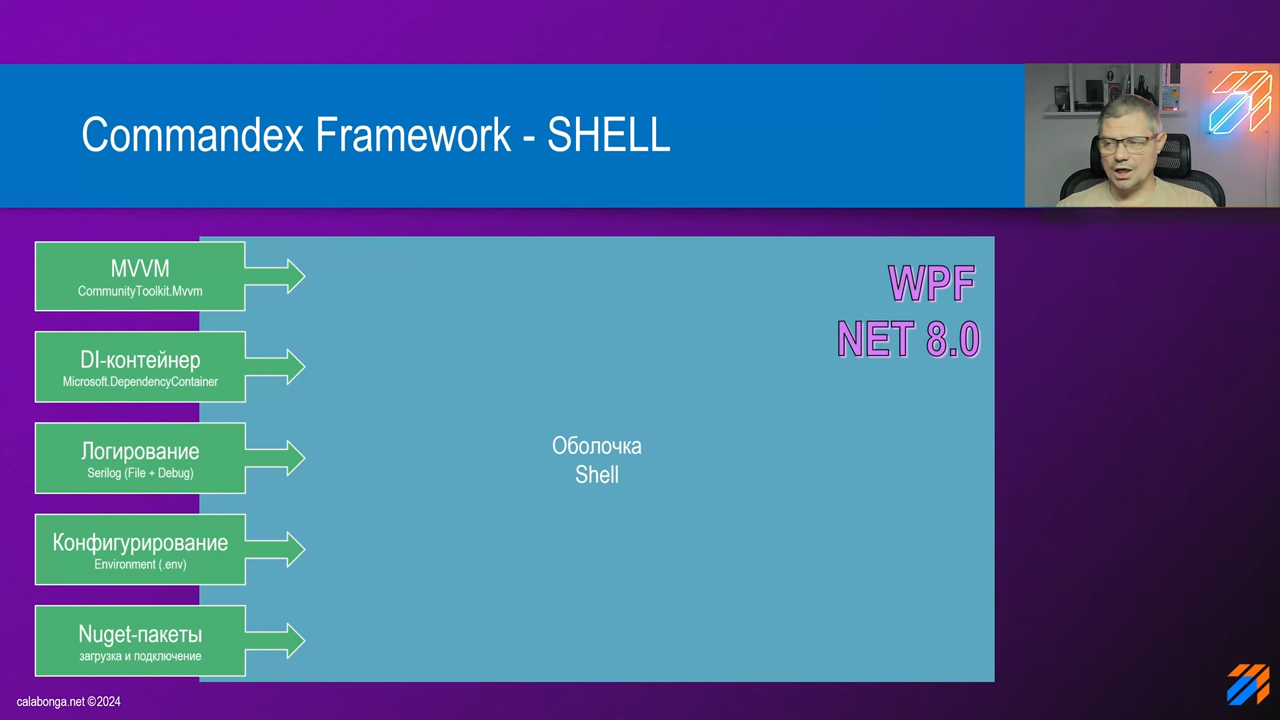 Commandex Framework - SHELL
MVVM
CommunityToolkit.Mvvm
DI-контейнер
Microsoft.DependencyContainer
Логирование
Serilog (File + Debug)
Конфигурирование
Environment (.env)
Nuget-пакеты
загрузка и подключение
WPF
NET 8.0
Оболочка
Shell
calabonga.net ©2024